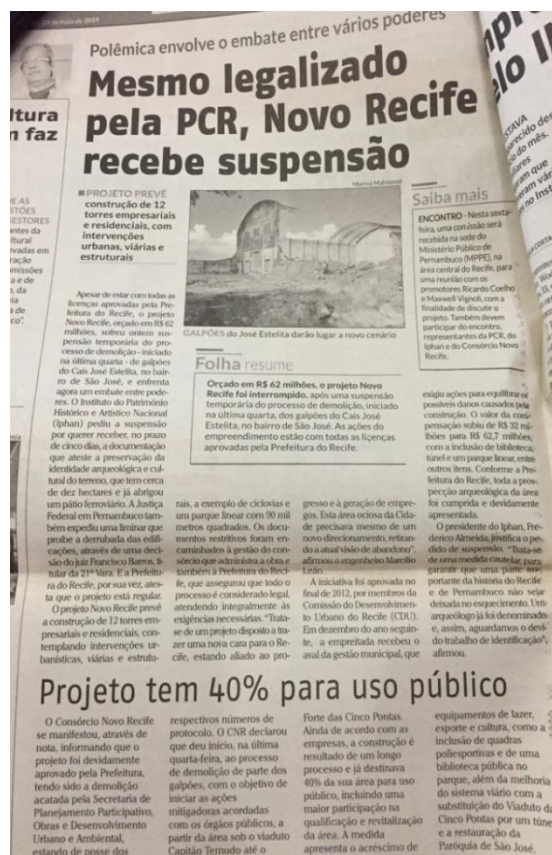 23 de maio de 2014
Polêmica envolve o embate entre vários poderes
Mesmo legalizado
pela PCR, Novo Recife
recebe suspensão
ltura
n faz
Marina Mahmood
■ PROJETO PREVÊ
construção de 12
torres empresariais
e residenciais, com
intervenções
urbanas, viárias e
estruturais
GALPÕES do José Estelita darão lugar a novo cenário
Saiba mais
ENCONTRO - Nesta sexta-
feira, uma comissão será
recebida na sede do
Ministério Público de
Pernambuco (MPPE), na
área central do Recife, para
uma reunião com os
promotores Ricardo Coelho
e Maxwell Vignoli, com a
finalidade de discutir o
projeto. Também devem
participar do encontro,
representantes da PCR, do
Iphan e do Consórcio Novo
Recife.
Folha resume
Orçado em R$ 62 milhões, o projeto Novo
Recife foi interrompido, após uma suspensão
temporária do processo de demolição, iniciado
na última quarta, dos galpões do Cais José
Estelita, no bairro de São José. As ações do
empreendimento estão com todas as licenças
aprovadas pela Prefeitura do Recife.
Apesar de estar com todas as
licenças aprovadas pela Pre-
feitura do Recife, o projeto
Novo Recife, orçado em R$ 62
milhões, sofreu ontem sus-
pensão temporária do pro-
cesso de demolição - iniciado
na última quarta - de galpões
do Cais José Estelita, no bair-
ro de São José, e enfrenta
agora um embate entre pode-
res. O Instituto do Patrimônio
Histórico e Artístico Nacional
(Iphan) pediu a suspensão
por querer receber, no prazo
de cinco dias, a documentação
que ateste a preservação da
identidade arqueológica e cul-
tural do terreno, que tem cerca
de dez hectares e já abrigou
um pátio ferroviário. A Justiça
Federal em Pernambuco tam-
bém expediu uma liminar que
proíbe a derrubada das edifi-
cações, através de uma deci-
são do juiz Francisco Barros, ti-
tular da 21ª Vara. E a Prefeitu-
ra do Recife, por sua vez, ates-
ta que o projeto está regular.
O projeto Novo Recife prevê
a construção de 12 torres em-
presariais e residenciais, con-
templando intervenções ur-
banísticas, viárias e estrutu-
rais, a exemplo de ciclovias e
um parque linear com 90 mil
metros quadrados. Os docu-
mentos restritivos foram en-
caminhados à gestão do con-
sórcio que administra a obra e
também à Prefeitura do Reci-
fe, que assegurou que todo o
processo é considerado legal,
atendendo integralmente às
exigências necessárias. "Trata-
se de um projeto disposto a tra-
zer uma nova cara para o Re-
cife, estando aliado ao pro-
gresso e à geração de empre-
gos. Esta área ociosa da Cida-
de precisava mesmo de um
novo direcionamento, retiran-
do a atual visão de abandono",
afirmou o engenheiro Marcílio
Leão.
A iniciativa foi aprovada no
final de 2012, por membros da
Comissão de Desenvolvimen-
to Urbano do Recife (CDU).
Em dezembro do ano seguin-
te, a empreitada recebeu o
aval da gestão municipal, que
exigiu ações para equilibrar os
possíveis danos causados pela
construção. O valor da com-
pensação subiu de R$ 32 mi-
lhões para R$ 62,7 milhões,
com a inclusão de biblioteca,
túnel e um parque linear, entre
outros itens. Conforme a Pre-
feitura do Recife, toda a pros-
pecção arqueológica da área
foi cumprida e devidamente
apresentada.
O presidente do Iphan, Fre-
derico Almeida, justifica o pe-
dido de suspensão. "Trata-se
de uma medida cautelar, para
garantir que uma parte im-
portante da história do Recife
e de Pernambuco não seja
deixada no esquecimento. Um
arqueólogo já foi denominado
e, assim, aguardamos o devi-
do trabalho de identificação",
afirmou.
Projeto tem 40% para uso público
O Consórcio Novo Recife
se manifestou, através de
nota, informando que o
projeto foi devidamente
aprovado pela Prefeitura,
tendo sido a demolição
acatada pela Secretaria de
Planejamento Participativo,
Obras e Desenvolvimento
Urbano e Ambiental,
estando de posse dos
respectivos números de
protocolo. O CNR declarou
que deu início, na última
quarta-feira, ao processo
de demolição de parte dos
galpões, com o objetivo de
iniciar as ações
mitigadoras acordadas
com os órgãos públicos, a
partir da área sob o viaduto
Capitão Temudo até o
Forte das Cinco Pontas.
Ainda de acordo com as
empresas, a construção é
resultado de um longo
processo e já destinava
40% da sua área para uso
público, incluindo uma
maior participação na
qualificação e revitalização
da área. A medida
apresenta o acréscimo de
equipamentos de lazer,
esporte e cultura, como a
inclusão de quadras
poliesportivas e de uma
biblioteca pública no
parque, além da melhoria
do sistema viário com a
substituição do Viaduto da
Cinco Pontas por um túne
e a restauração da
Paróquia de São José.